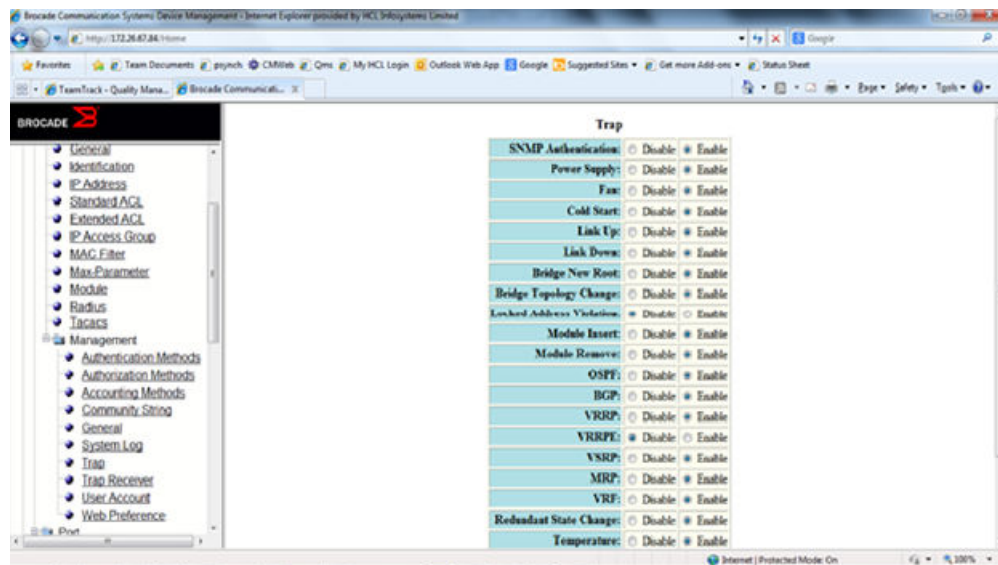 Brocade Communication Systems Device Management - Internet Explorer provided by HCL Infosystems Limited
http://172.26.67.84/Home
Google
Favorites Team Documents psynch CMWeb Qms My HCL Login Outlook Web App Google Suggested Sites Get more Add-ons Status Sheet
TeamTrack - Quality Mana... Brocade Communicati... X Page Safety Tools
BROCADE
General
Identification
IP Address
Standard ACL
Extended ACL
IP Access Group
MAC Filter
Max-Parameter
Module
Radius
Tacacs
Management
Authentication Methods
Authorization Methods
Accounting Methods
Community String
General
System Log
Trap
Trap Receiver
User Account
Web Preference
Port
Trap
SNMP Authentication: Disable Enable
Power Supply: Disable Enable
Fan: Disable Enable
Cold Start: Disable Enable
Link Up: Disable Enable
Link Down: Disable Enable
Bridge New Root: Disable Enable
Bridge Topology Change: Disable Enable
Locked Address Violation: Disable Enable
Module Insert: Disable Enable
Module Remove: Disable Enable
OSPF: Disable Enable
BGP: Disable Enable
VRRP: Disable Enable
VRRPE: Disable Enable
VSRP: Disable Enable
MRP: Disable Enable
VRF: Disable Enable
Redundant State Change: Disable Enable
Temperature: Disable Enable
Internet | Protected Mode: On 100%